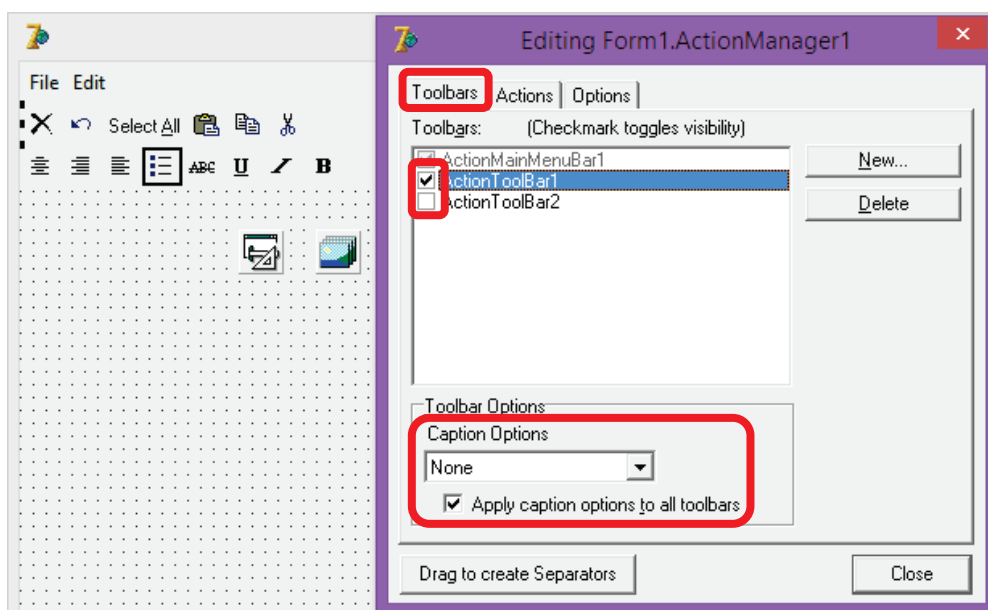 Editing Form1.ActionManager1
File Edit
Select All
ABC U I B
Toolbars Actions Options
Toolbars: (Checkmark toggles visibility)
ActionMainMenuBar1
ActionToolBar1
ActionToolBar2
New...
Delete
Toolbar Options
Caption Options
None
Apply caption options to all toolbars
Drag to create Separators
Close